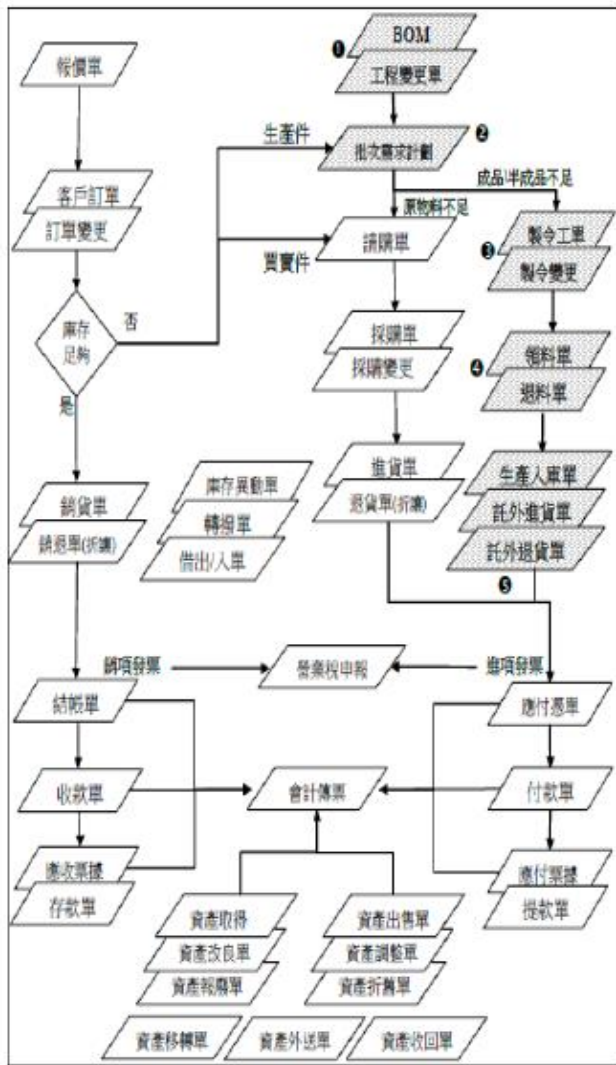 報價單
客戶訂單
訂單變更
庫存
足夠
否
是
銷貨單
銷退單(折讓)
生產件
買賣件
❶
BOM
工程變更單
批次需求計劃
❷
成品/半成品不足
原物料不足
請購單
採購單
採購變更
進貨單
退貨單(折讓)
❸
製令工單
製令變更
❹
領料單
退料單
生產入庫單
託外進貨單
託外退貨單
❺
庫存異動單
轉撥單
借出/入單
銷項發票
營業稅申報
進項發票
結帳單
收款單
應收票據
存款單
會計傳票
應付憑單
付款單
應付票據
提款單
資產取得
資產改良單
資產報廢單
資產出售單
資產調整單
資產折舊單
資產移轉單
資產外送單
資產收回單